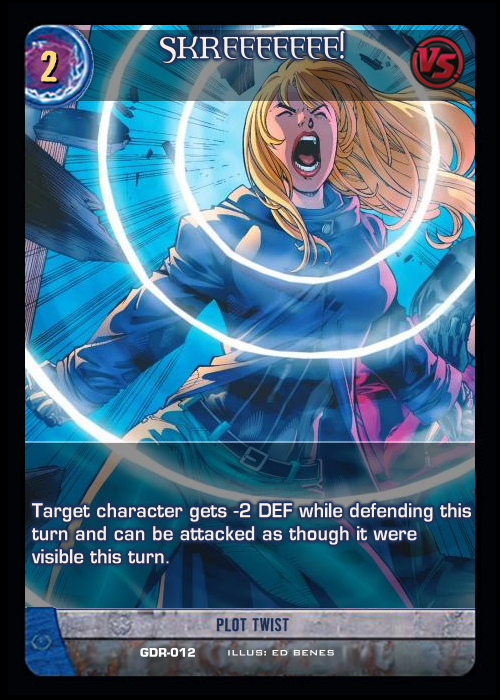 SKREEEEEEE!
2
VS.
Target character gets -2 DEF while defending this
turn and can be attacked as though it were
visible this turn.
PLOT TWIST
GDR-012 ILLUS: ED BENES